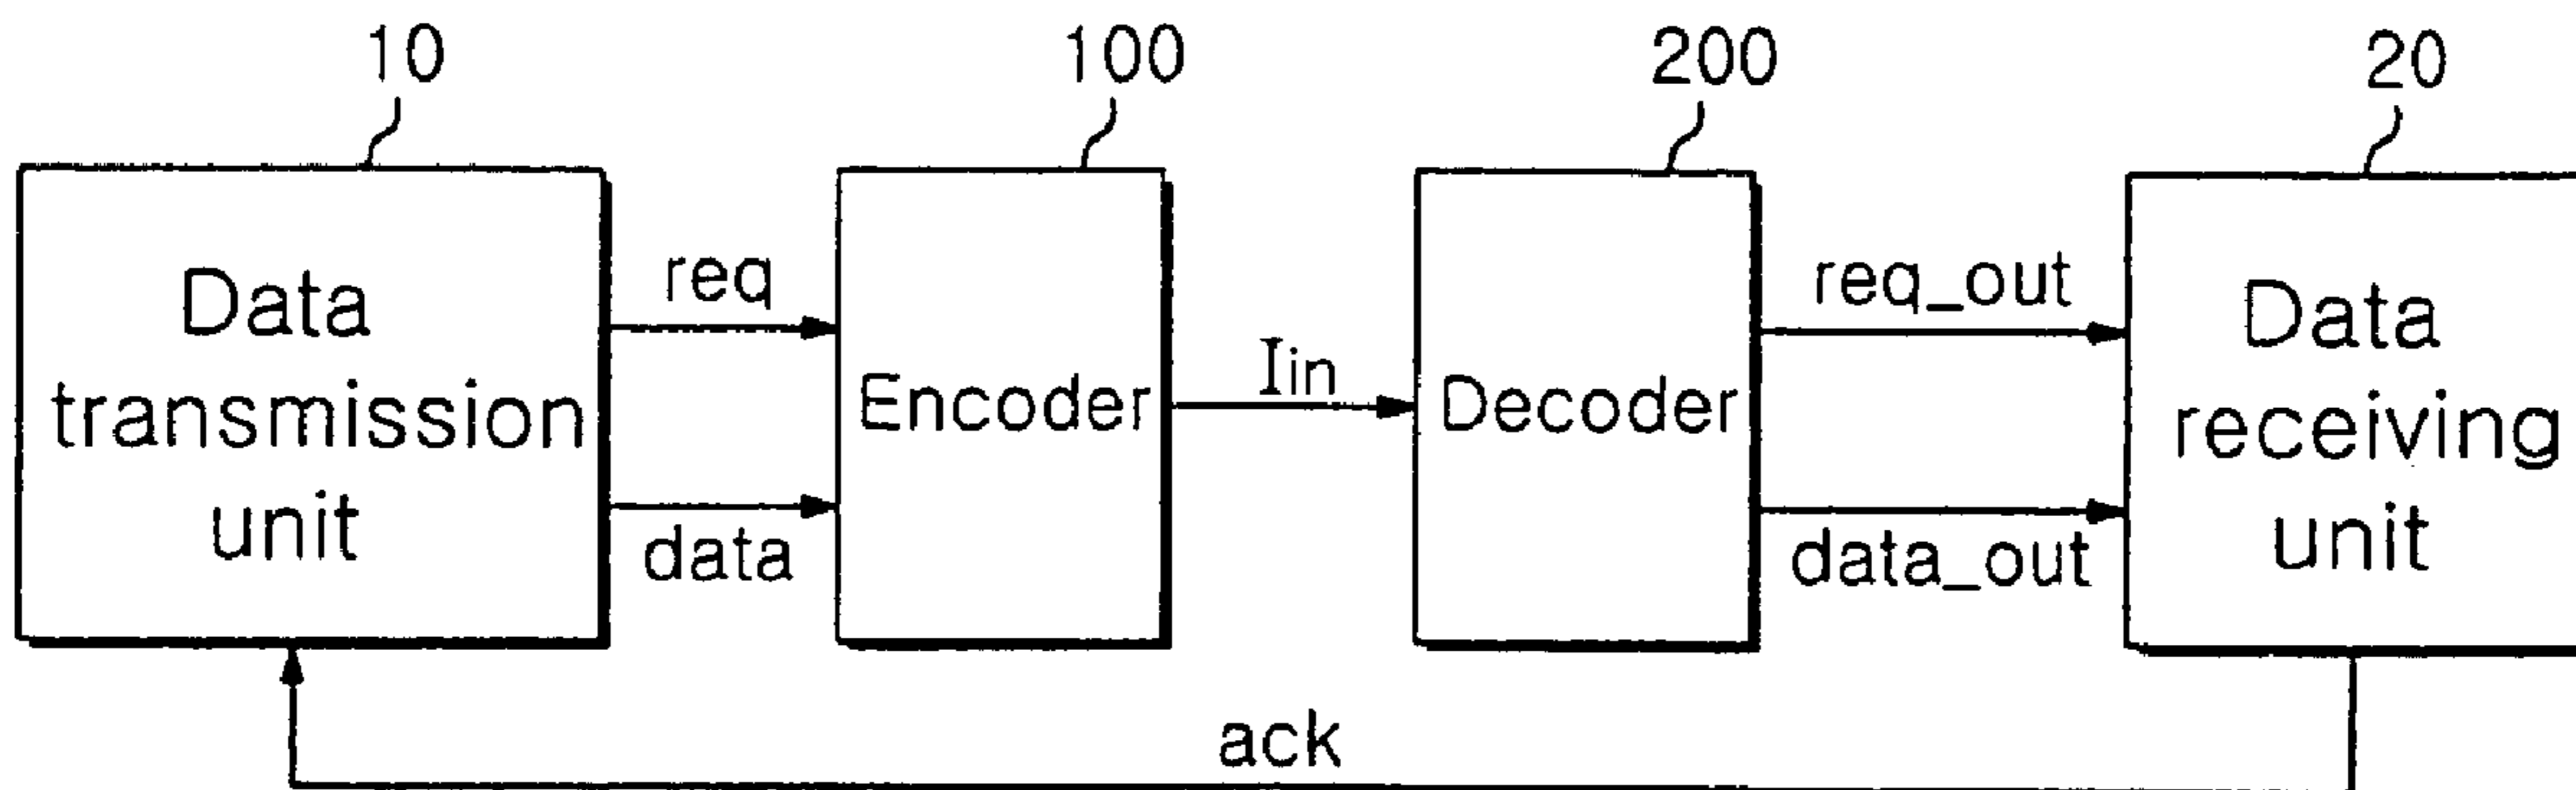 10
100
200
20
Data
transmission
unit
req
data
Encoder
Iin
Decoder
req_out
data_out
Data
receiving
unit
ack